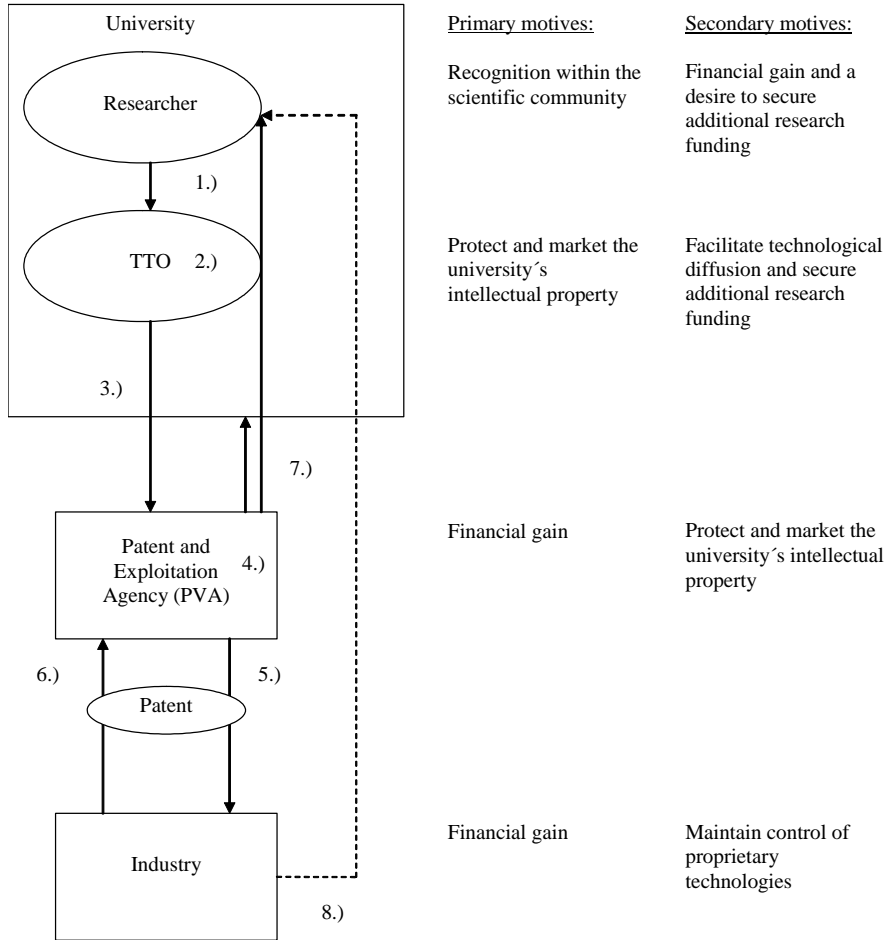 University
Primary motives:
Secondary motives:
Researcher
Recognition within the
scientific community
Financial gain and a
desire to secure
additional research
funding
1.)
TTO
2.)
Protect and market the
university´s
intellectual property
Facilitate technological
diffusion and secure
additional research
funding
3.)
7.)
Patent and
Exploitation
Agency (PVA)
4.)
Financial gain
Protect and market the
university´s intellectual
property
6.)
5.)
Patent
Industry
Financial gain
Maintain control of
proprietary
technologies
8.)